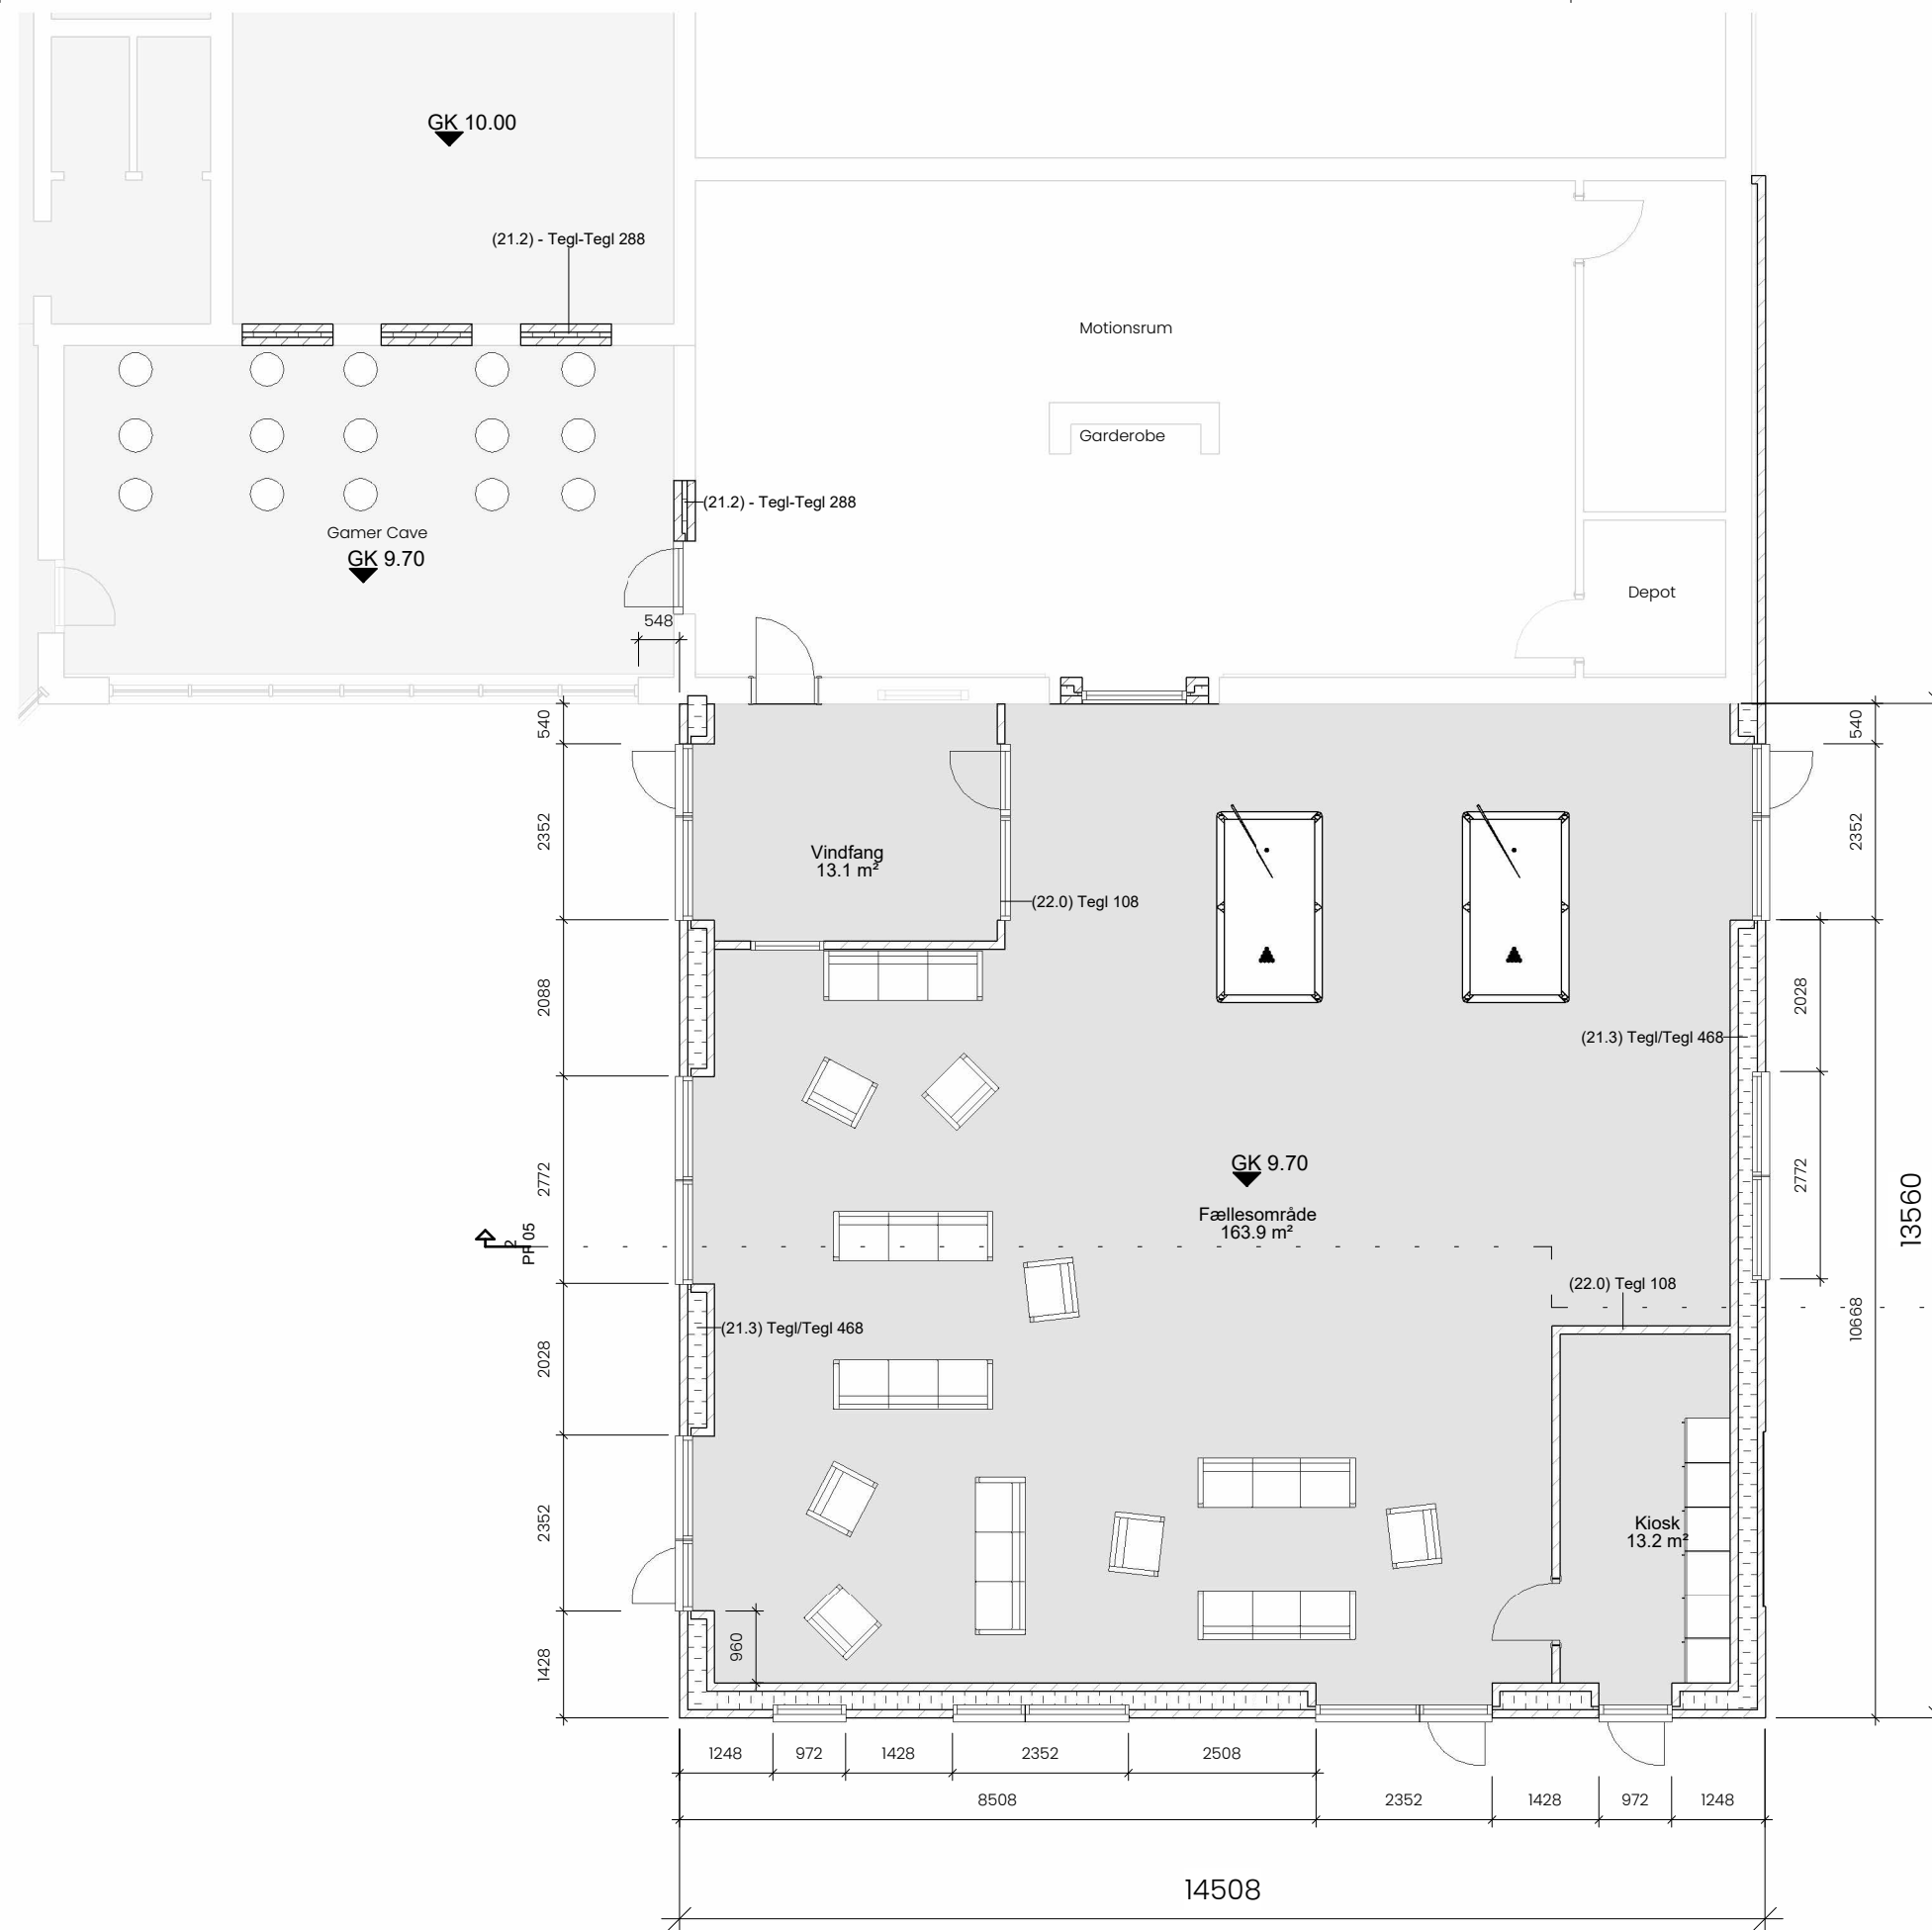 GK 10.00
(21.2) - Tegl-Tegl 288
Motionsrum
Garderobe
(21.2) - Tegl-Tegl 288
Gamer Cave
GK 9.70
Depot
548
540
540
2352
2352
Vindfang
13.1 m²
(22.0) Tegl 108
2088
2028
(21.3) Tegl/Tegl 468
2772
2772
GK 9.70
Fællesområde
163.9 m²
13560
2
PR 05
(22.0) Tegl 108
10668
(21.3) Tegl/Tegl 468
2028
2352
Kiosk
13.2 m²
960
1428
1248
972
1428
2352
2508
8508
2352
1428
972
1248
14508